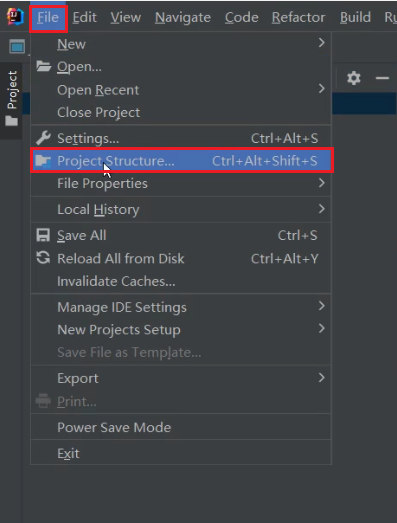 File Edit View Navigate Code Refactor Build
Project
New
Open...
Open Recent
Close Project
Settings... Ctrl+Alt+S
Project Structure... Ctrl+Alt+Shift+S
File Properties
Local History
Save All Ctrl+S
Reload All from Disk Ctrl+Alt+Y
Invalidate Caches...
Manage IDE Settings
New Projects Setup
Save File as Template...
Export
Print...
Power Save Mode
Exit